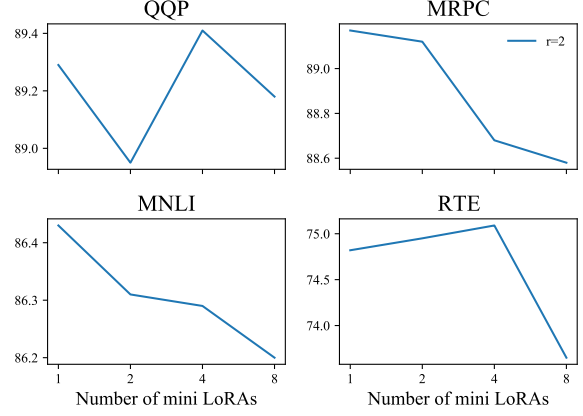 QQP
89.4
89.2
89.0
MRPC
r=2
89.0
88.8
88.6
MNLI
86.4
86.3
86.2
1 2 4 8
Number of mini LoRAs
RTE
75.0
74.5
74.0
1 2 4 8
Number of mini LoRAs